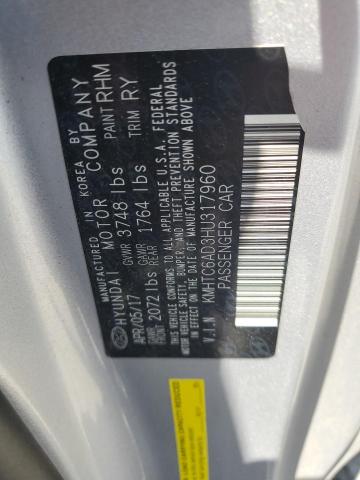 MANUFACTURED IN KOREA BY
HYUNDAI MOTOR COMPANY
APR/05/17 GVWR 3748 lbs PAINT RHM
GAWR FRONT 2072 lbs GAWR REAR 1764 lbs TRIM RY
THIS VEHICLE CONFORMS TO ALL APPLICABLE U.S.A. FEDERAL
MOTOR VEHICLE SAFETY, BUMPER, AND THEFT PREVENTION STANDARDS
IN EFFECT ON THE DATE OF MANUFACTURE SHOWN ABOVE
V.I.N KMHTC6AD3HU317960
PASSENGER CAR